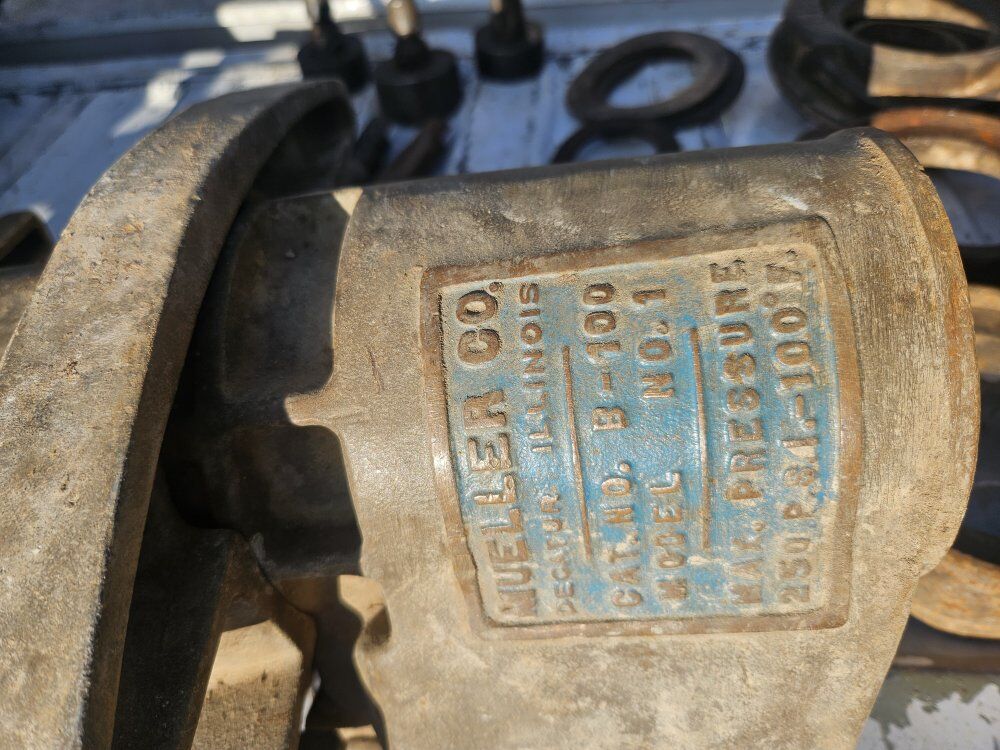 MUELLER CO.
DECATUR ILLINOIS
CAT. NO. B-100
MODEL NO. 1
MAX. PRESSURE
250 P.S.I.-100°F.